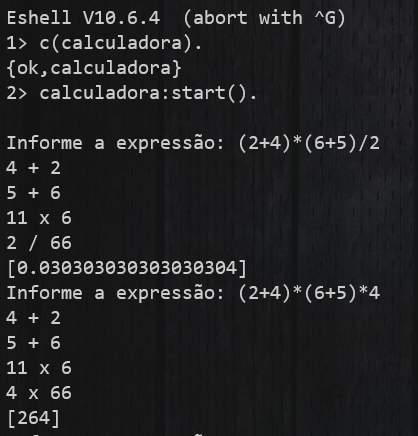 Eshell V10.6.4  (abort with ^G)
1> c(calculadora).
{ok,calculadora}
2> calculadora:start().
Informe a expressão: (2+4)*(6+5)/2
4 + 2
5 + 6
11 x 6
2 / 66
[0.030303030303030304]
Informe a expressão: (2+4)*(6+5)*4
4 + 2
5 + 6
11 x 6
4 x 66
[264]